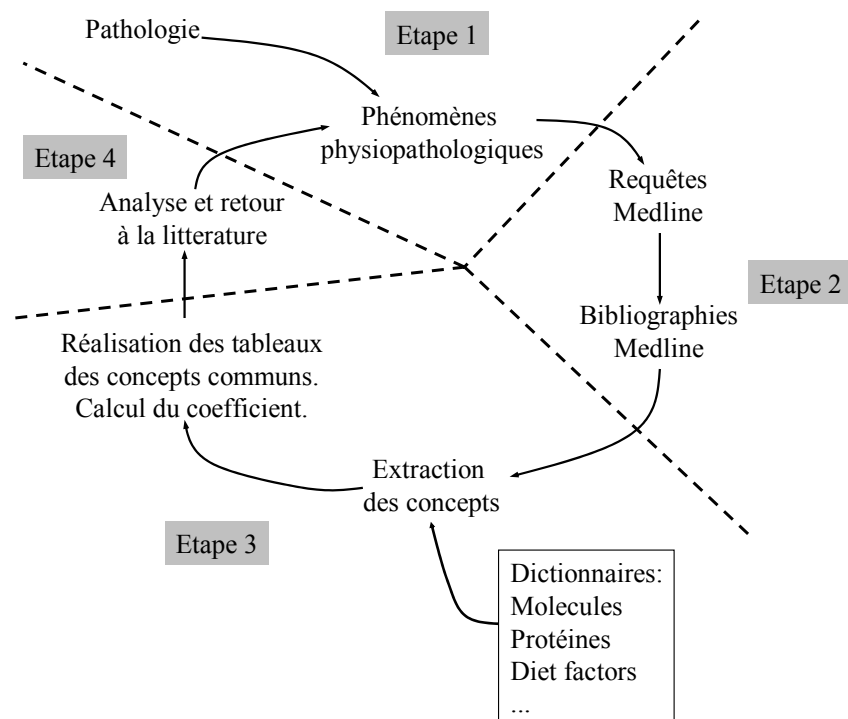 Pathologie
Etape 1
Phénomènes
physiopathologiques
Etape 4
Requêtes
Medline
Analyse et retour
à la litterature
Etape 2
Bibliographies
Medline
Réalisation des tableaux
des concepts communs.
Calcul du coefficient.
Extraction
des concepts
Etape 3
Dictionnaires:
Molecules
Protéines
Diet factors
...